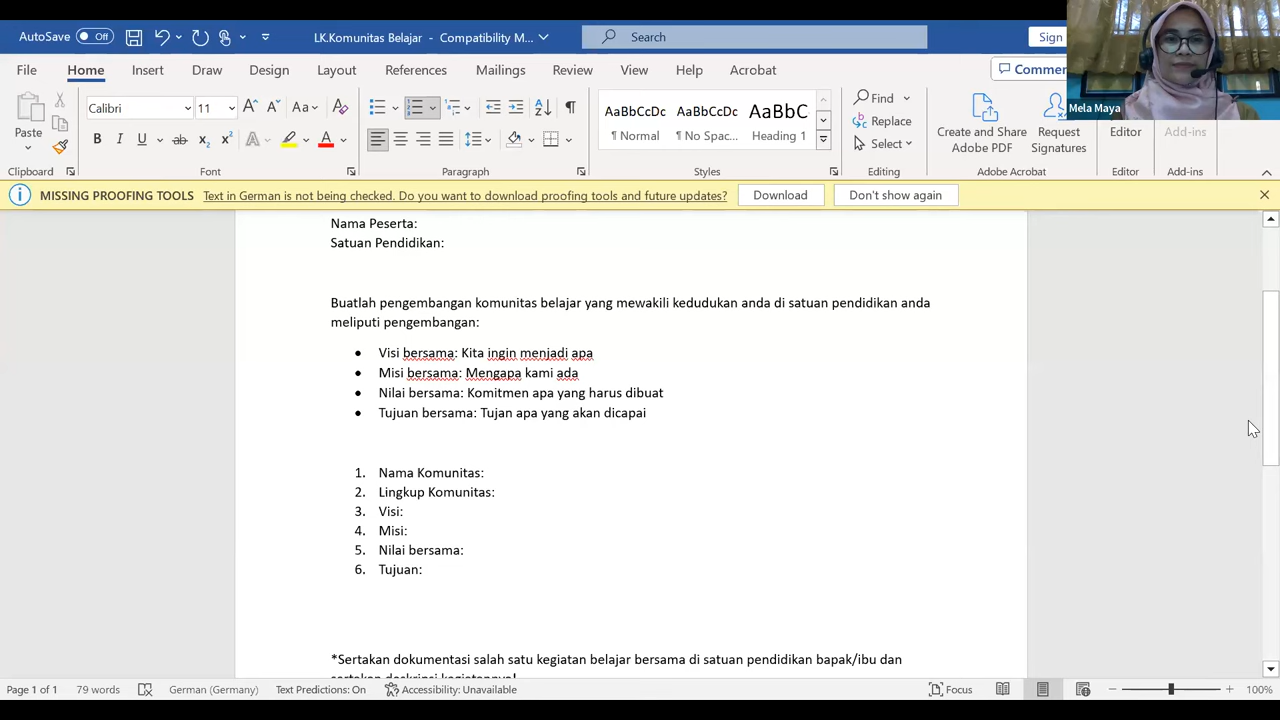 AutoSave Off LK.Komunitas Belajar - Compatibility M... Search Sign
File Home Insert Draw Design Layout References Mailings Review View Help Acrobat Commen
Mela Maya
Paste Calibri 11 Aa AaBbCcDc AaBbCcDc AaBbC Find
Replace
Select
¶ Normal ¶ No Spac... Heading 1
Create and Share Adobe PDF
Request Signatures
Editor
Add-ins
Clipboard Font Paragraph Styles Editing Adobe Acrobat Editor Add-ins
MISSING PROOFING TOOLS Text in German is not being checked. Do you want to download proofing tools and future updates? Download Don't show again
Nama Peserta:
Satuan Pendidikan:
Buatlah pengembangan komunitas belajar yang mewakili kedudukan anda di satuan pendidikan anda
meliputi pengembangan:
• Visi bersama: Kita ingin menjadi apa
• Misi bersama: Mengapa kami ada
• Nilai bersama: Komitmen apa yang harus dibuat
• Tujuan bersama: Tujan apa yang akan dicapai
1. Nama Komunitas:
2. Lingkup Komunitas:
3. Visi:
4. Misi:
5. Nilai bersama:
6. Tujuan:
*Sertakan dokumentasi salah satu kegiatan belajar bersama di satuan pendidikan bapak/ibu dan
Page 1 of 1 79 words German (Germany) Text Predictions: On Accessibility: Unavailable Focus 100%